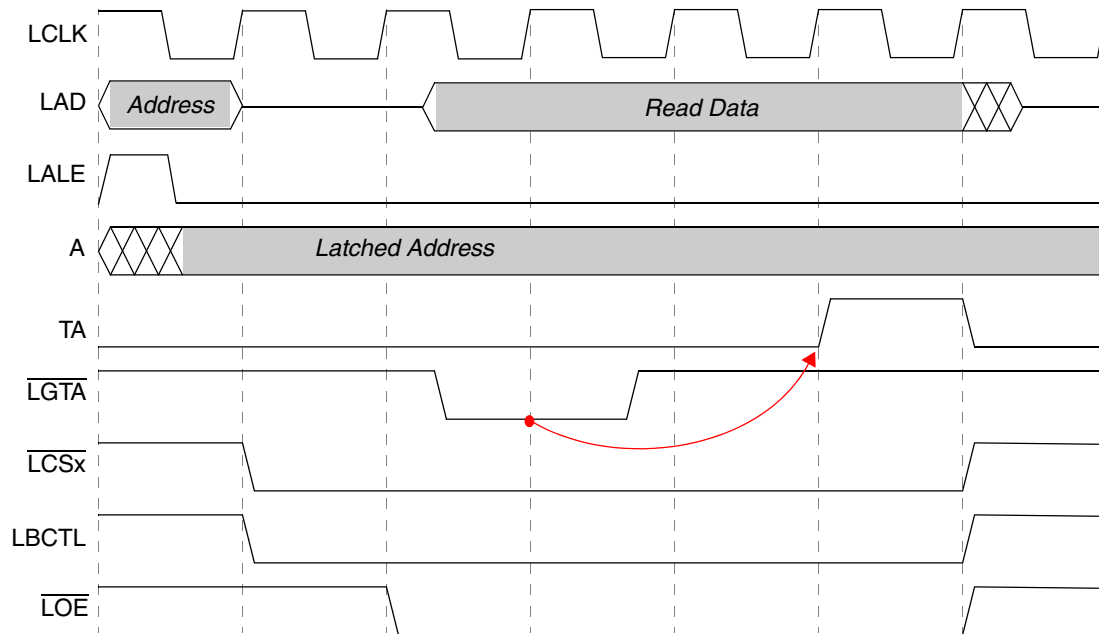 LCLK
LAD
Address
Read Data
LALE
A
Latched Address
TA
LGTA
LCSx
LBCTL
LOE